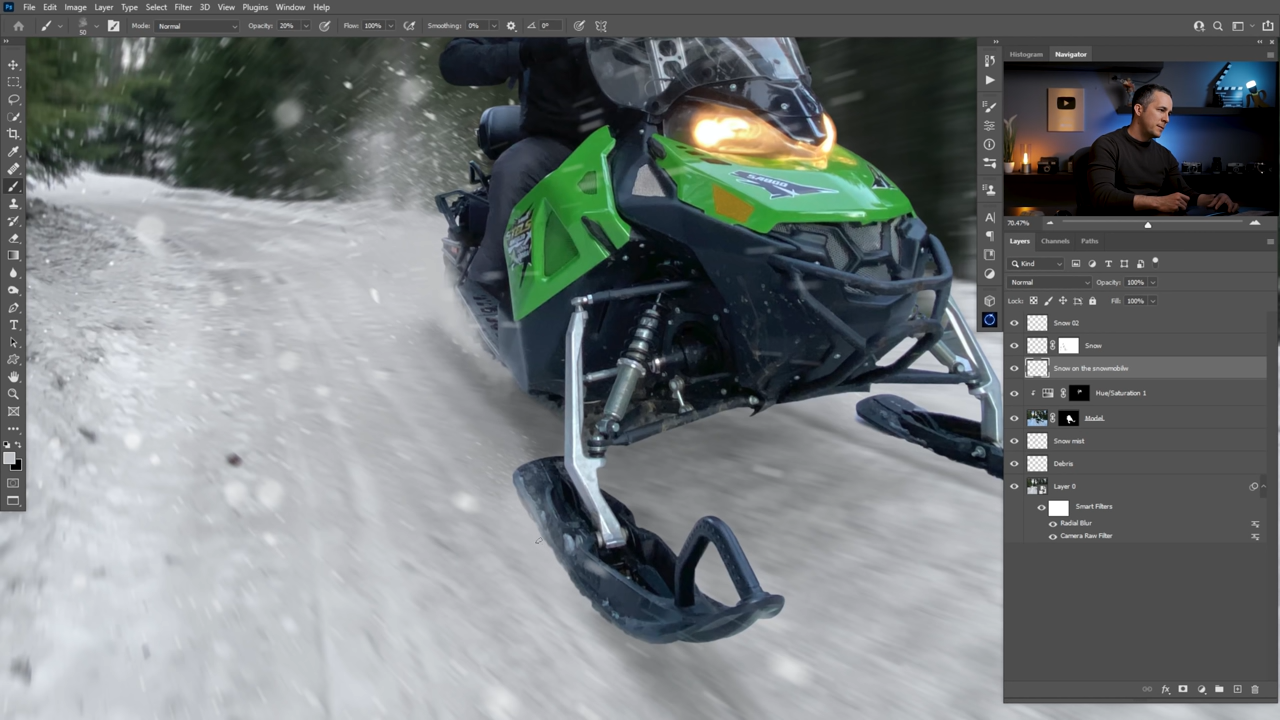 Ps File Edit Image Layer Type Select Filter 3D View Plugins Window Help
50 Mode: Normal Opacity: 20% Flow: 100% Smoothing: 0% 0°
Histogram Navigator
70.47%
Layers Channels Paths
Kind
Normal Opacity: 100%
Lock: Fill: 100%
Snow 02
Snow
Snow on the snowmobilw
Hue/Saturation 1
Model.
Snow mist
Debris
Layer 0
Smart Filters
Radial Blur
Camera Raw Filter